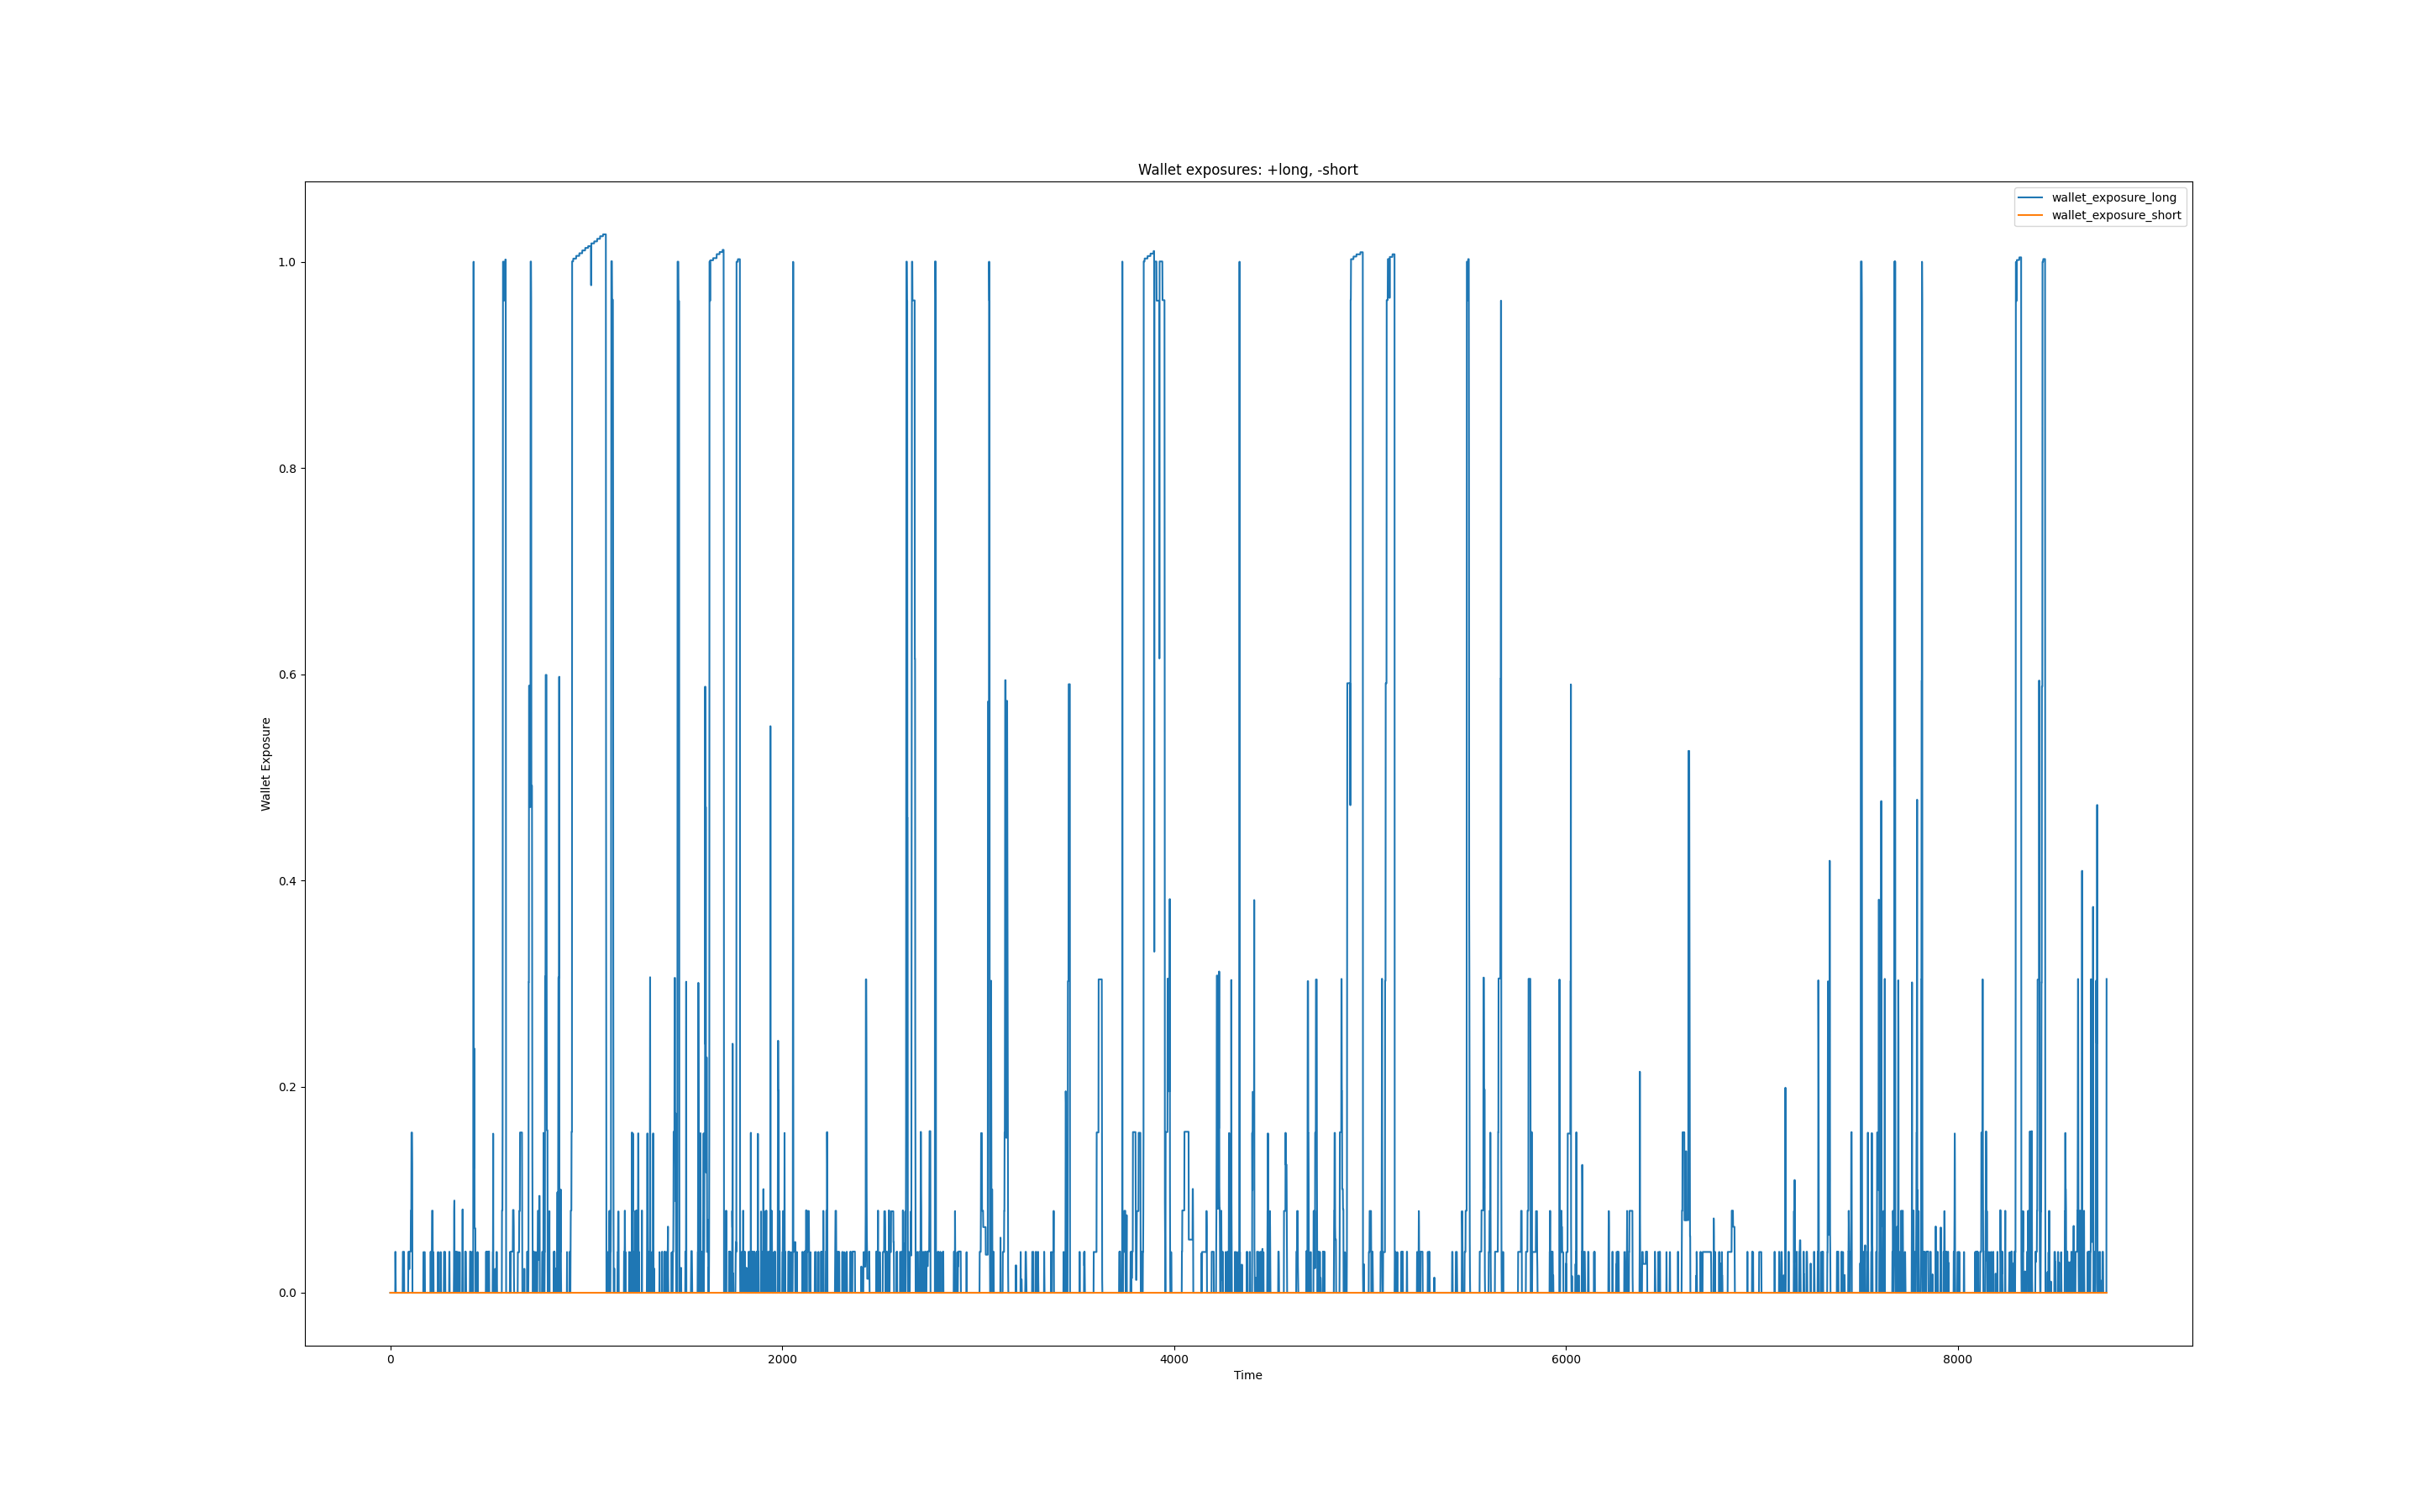 Wallet exposures: +long, -short
wallet_exposure_long
wallet_exposure_short
1.0
0.8
0.6
0.4
0.2
0.0
Wallet Exposure
0 2000 4000 6000 8000
Time